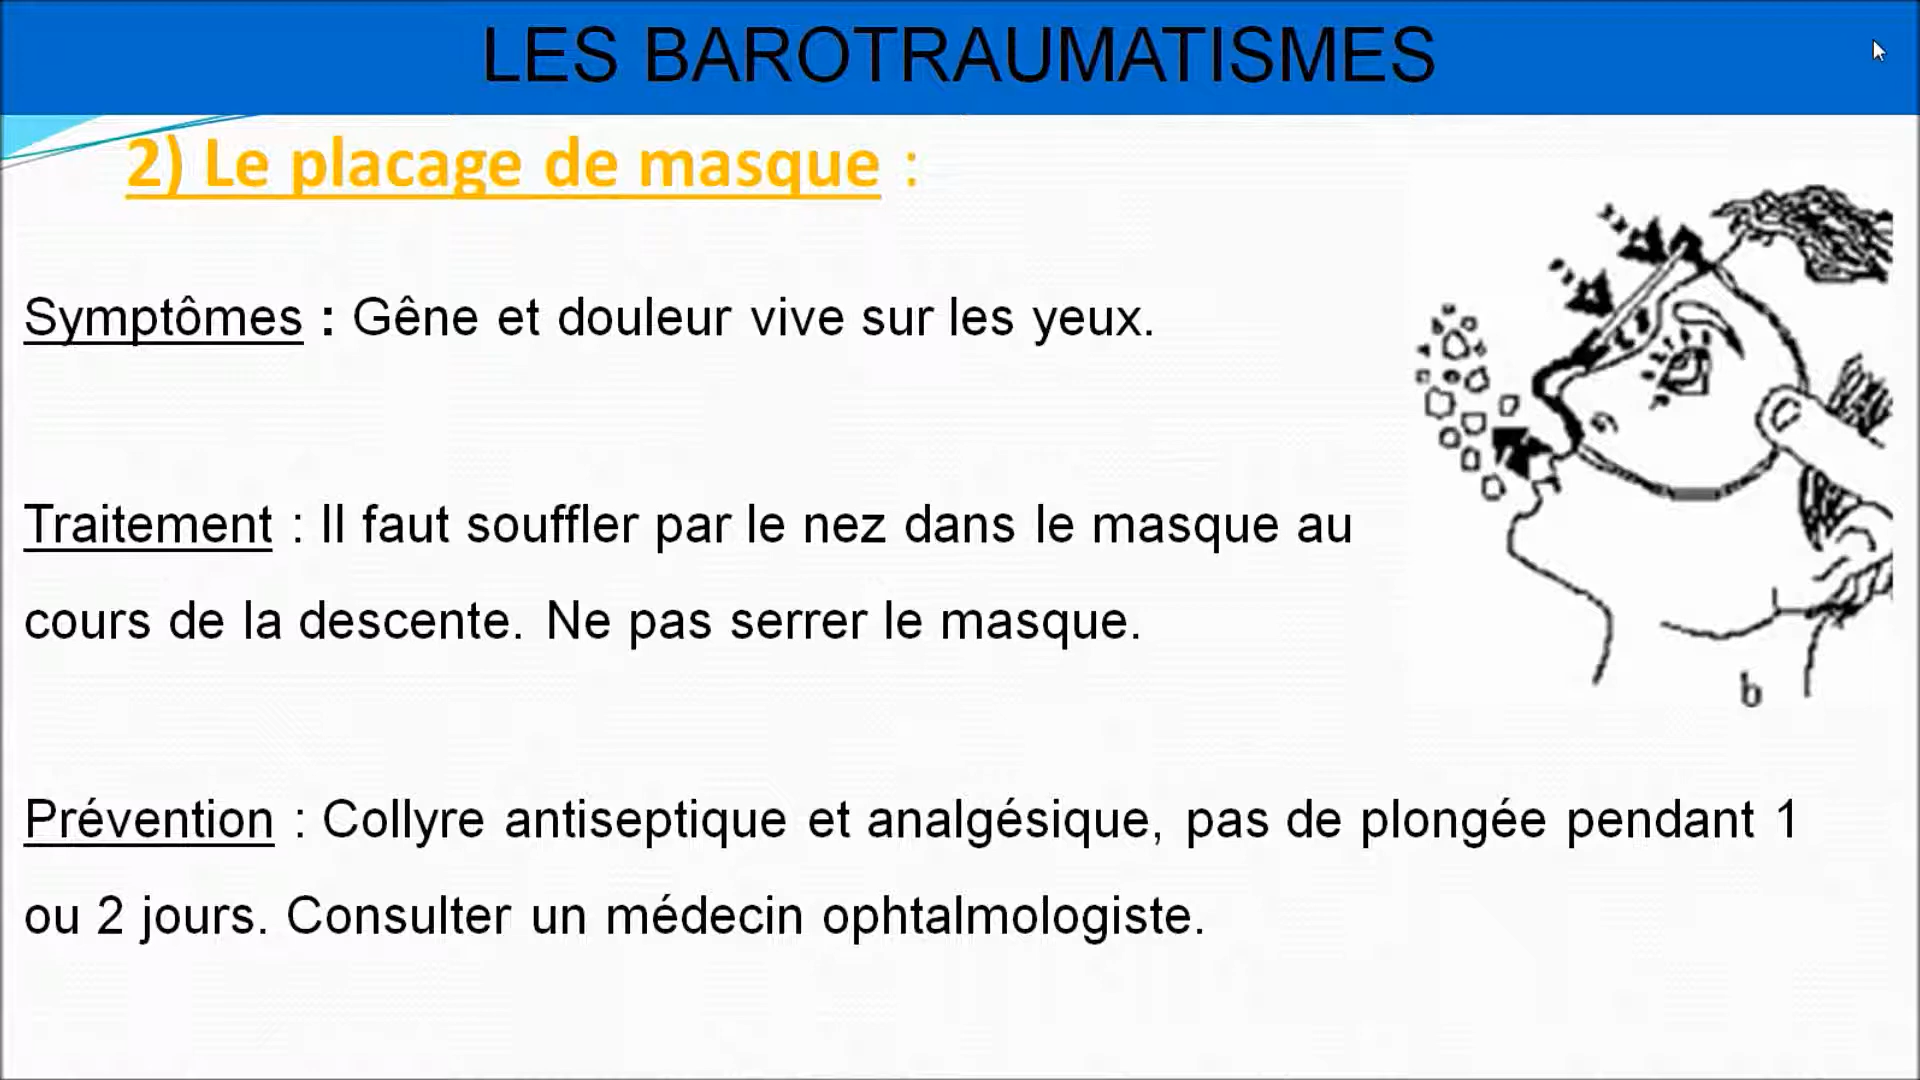 LES BAROTRAUMATISMES
2) Le placage de masque :
Symptômes : Gêne et douleur vive sur les yeux.
Traitement : Il faut souffler par le nez dans le masque au
cours de la descente. Ne pas serrer le masque.
b
Prévention : Collyre antiseptique et analgésique, pas de plongée pendant 1
ou 2 jours. Consulter un médecin ophtalmologiste.